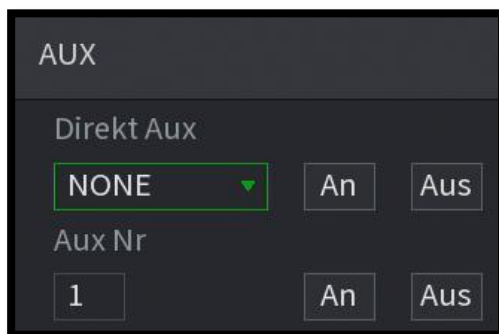 AUX
Direkt Aux
NONE An Aus
Aux Nr
1 An Aus